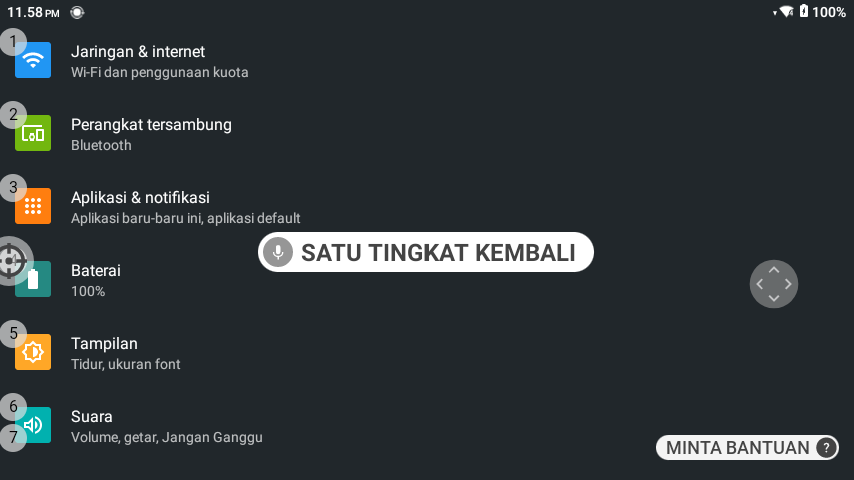 11.58 PM
100%
1
Jaringan & internet
Wi-Fi dan penggunaan kuota
2
Perangkat tersambung
Bluetooth
3
Aplikasi & notifikasi
Aplikasi baru-baru ini, aplikasi default
SATU TINGKAT KEMBALI
Baterai
100%
5
Tampilan
Tidur, ukuran font
6
Suara
7
Volume, getar, Jangan Ganggu
MINTA BANTUAN ?